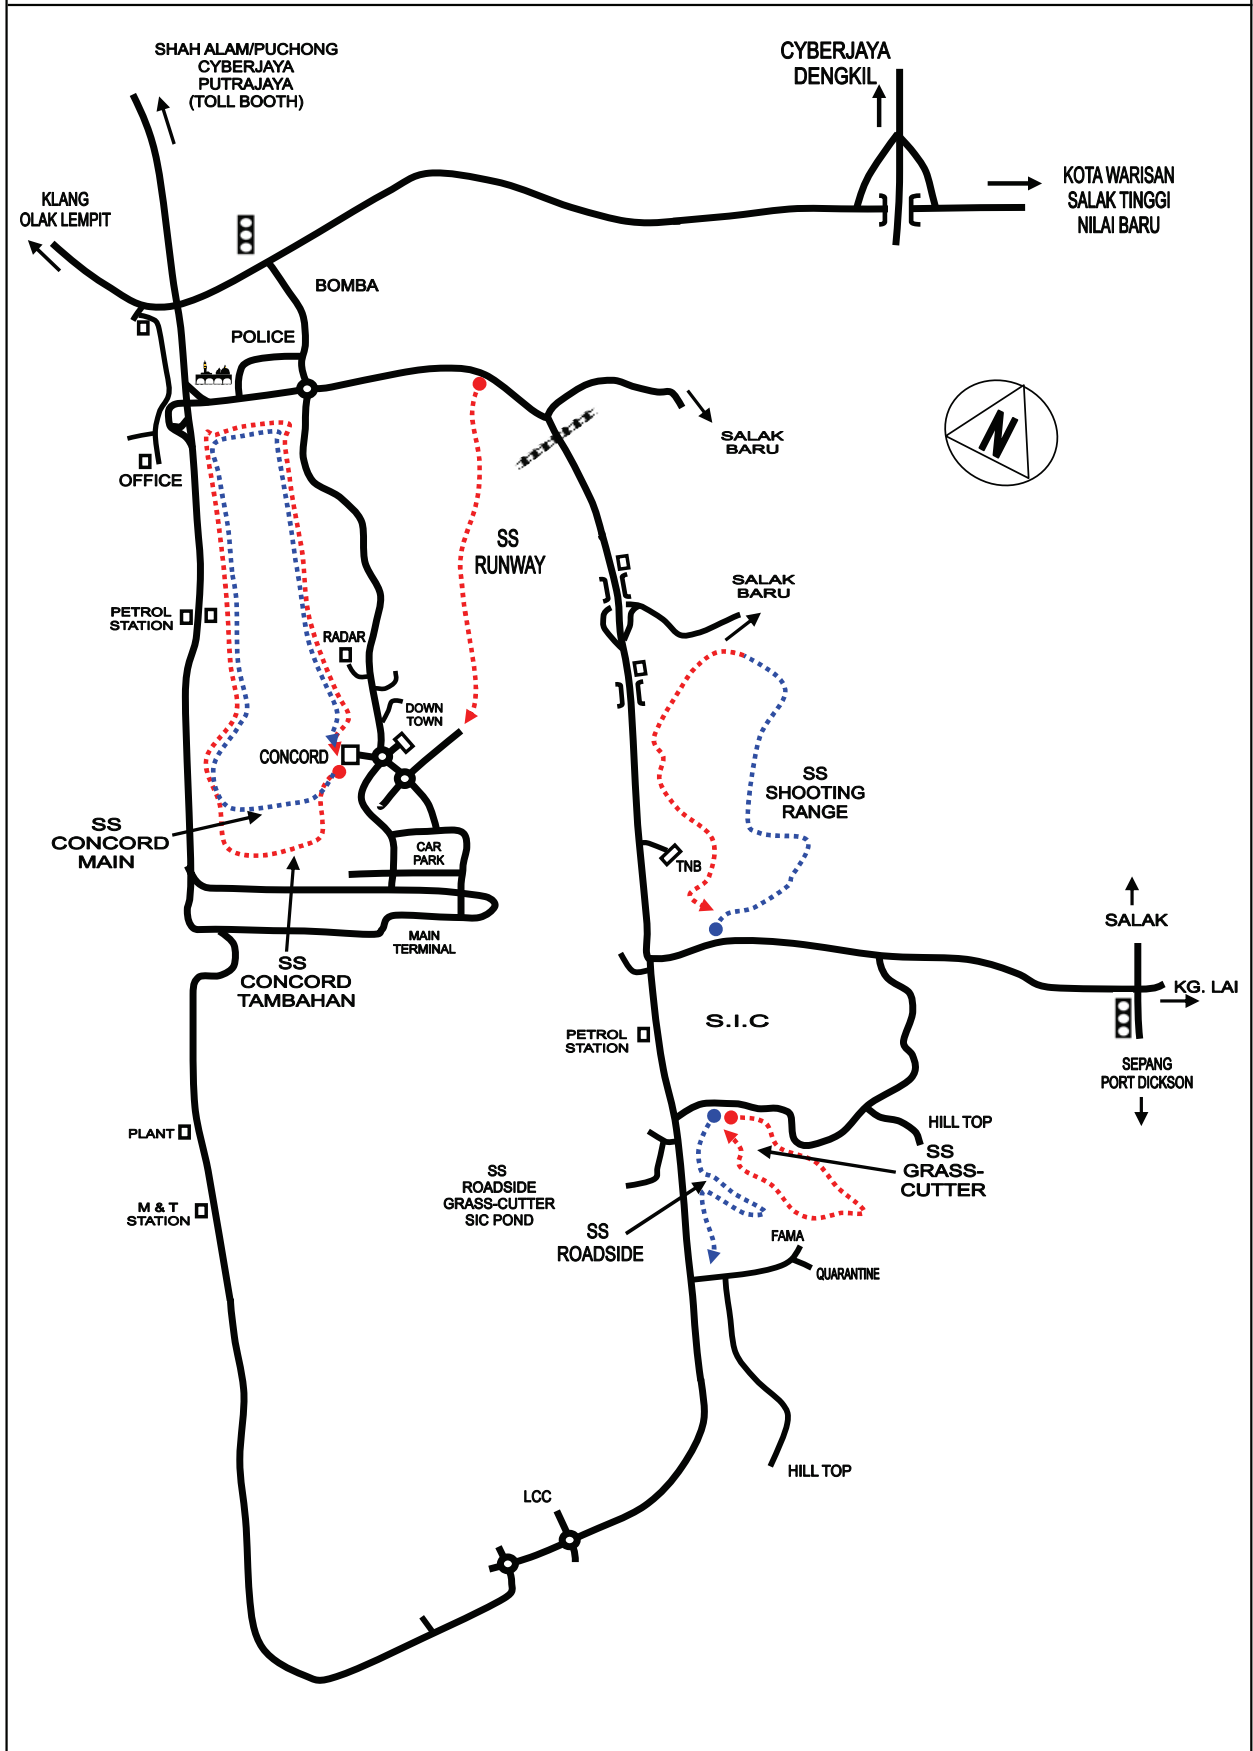 SHAH ALAM/PUCHONG
CYBERJAYA
PUTRAJAYA
(TOLL BOOTH)
CYBERJAYA
DENGKIL
KOTA WARISAN
SALAK TINGGI
NILAI BARU
KLANG
OLAK LEMPIT
BOMBA
POLICE
SALAK
BARU
N
OFFICE
SS
RUNWAY
SALAK
BARU
PETROL
STATION
RADAR
DOWN
TOWN
CONCORD
SS
SHOOTING
RANGE
SS
CONCORD
MAIN
CAR
PARK
TNB
SALAK
MAIN
TERMINAL
SS
CONCORD
TAMBAHAN
KG. LAI
S.I.C
PETROL
STATION
SEPANG
PORT DICKSON
PLANT
HILL TOP
SS
GRASS-
CUTTER
SS
ROADSIDE
GRASS-CUTTER
SIC POND
M & T
STATION
SS
ROADSIDE
FAMA
QUARANTINE
HILL TOP
LCC